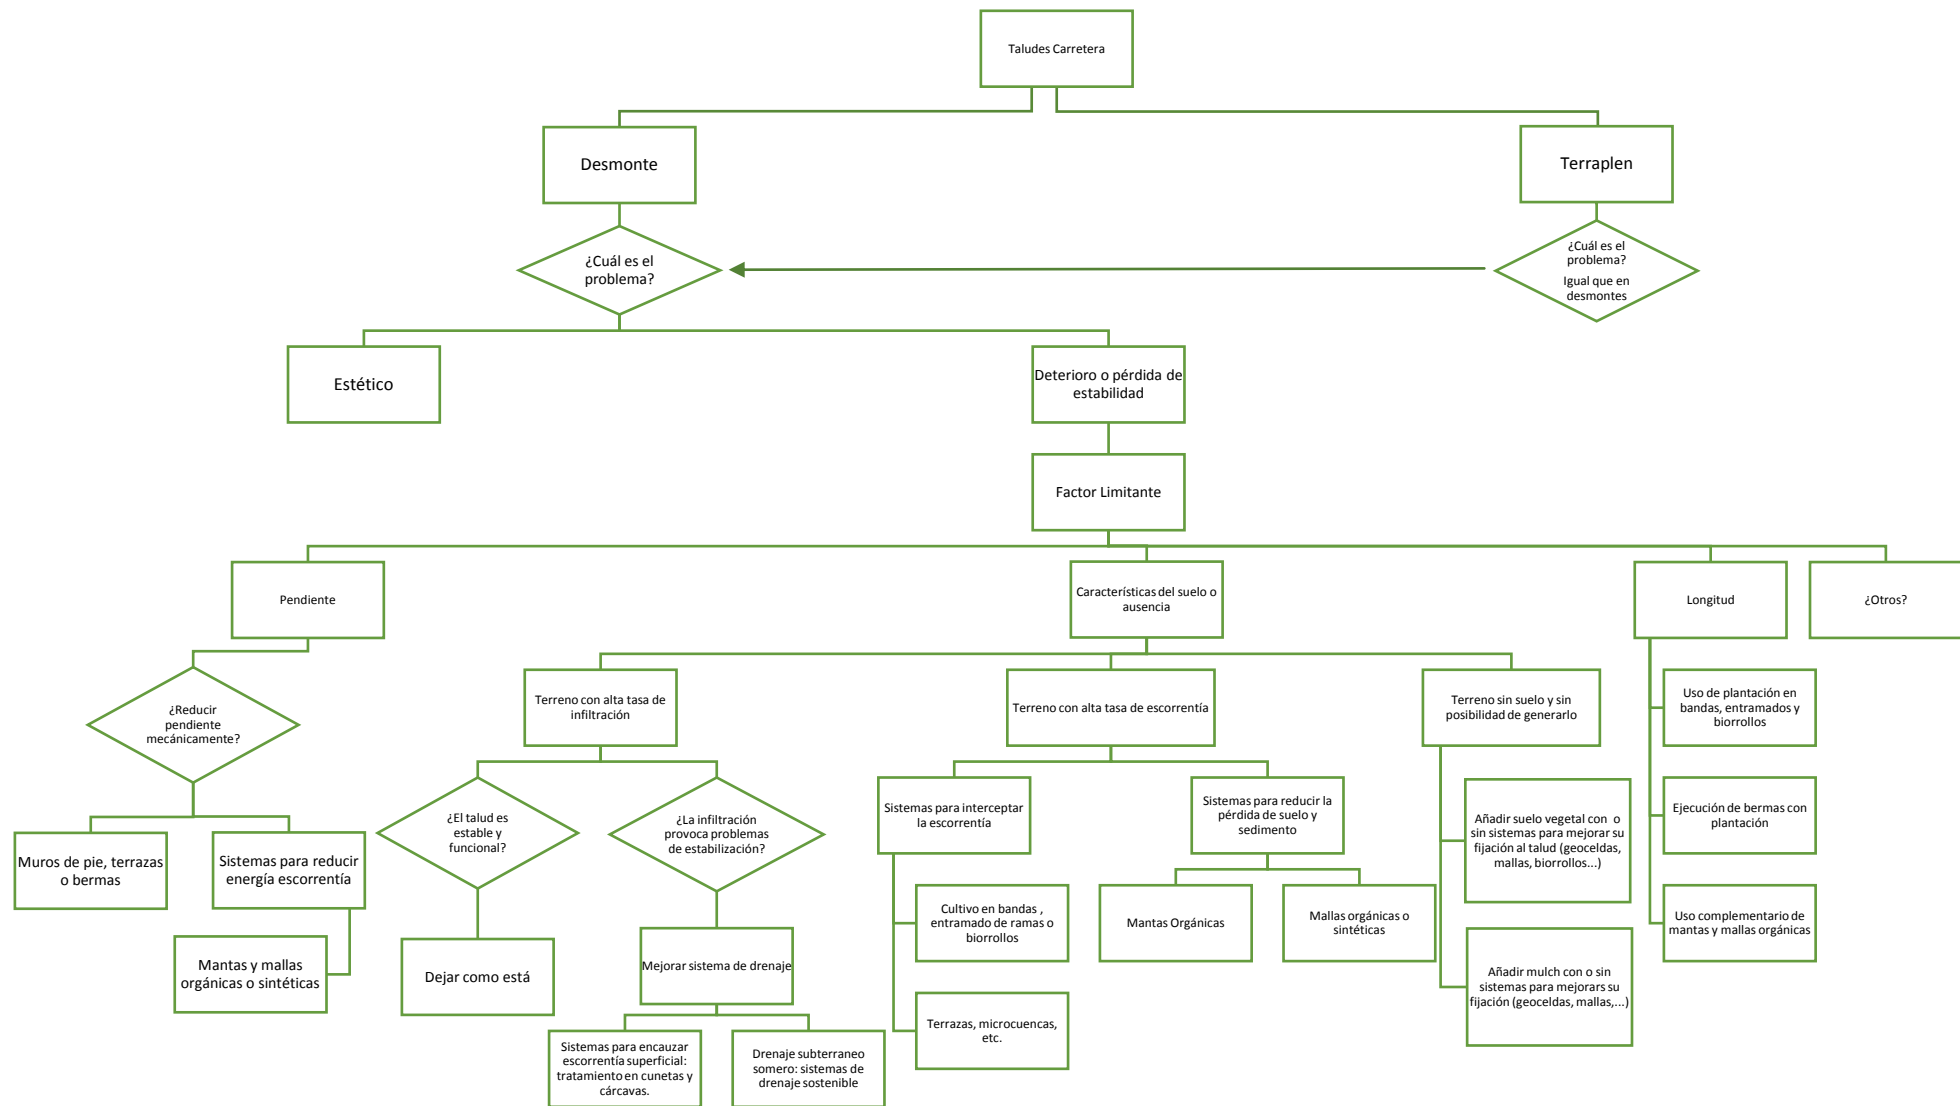 Taludes Carretera
Desmonte
Terraplen
¿Cuál es el
problema?
¿Cuál es el
problema?
Igual que en
desmontes
Estético
Deterioro o pérdida de
estabilidad
Factor Limitante
Pendiente
Características del suelo o
ausencia
Longitud
¿Otros?
¿Reducir
pendiente
mecánicamente?
Terreno con alta tasa de
infiltración
Terreno con alta tasa de escorrentía
Terreno sin suelo y sin
posibilidad de generarlo
Uso de plantación en
bandas, entramados y
biorrollos
Muros de pie, terrazas
o bermas
Sistemas para reducir
energía escorrentía
Mantas y mallas
orgánicas o sintéticas
¿El talud es
estable y
funcional?
¿La infiltración
provoca problemas
de estabilización?
Sistemas para interceptar
la escorrentía
Sistemas para reducir la
pérdida de suelo y
sedimento
Añadir suelo vegetal con o
sin sistemas para mejorar su
fijación al talud (geoceldas,
mallas, biorrollos...)
Ejecución de bermas con
plantación
Dejar como está
Mejorar sistema de drenaje
Cultivo en bandas ,
entramado de ramas o
biorrollos
Mantas Orgánicas
Mallas orgánicas o
sintéticas
Añadir mulch con o sin
sistemas para mejorars su
fijación (geoceldas, mallas,...)
Uso complementario de
mantas y mallas orgánicas
Sistemas para encauzar
escorrentía superficial:
tratamiento en cunetas y
cárcavas.
Drenaje subterraneo
somero: sistemas de
drenaje sostenible
Terrazas, microcuencas,
etc.